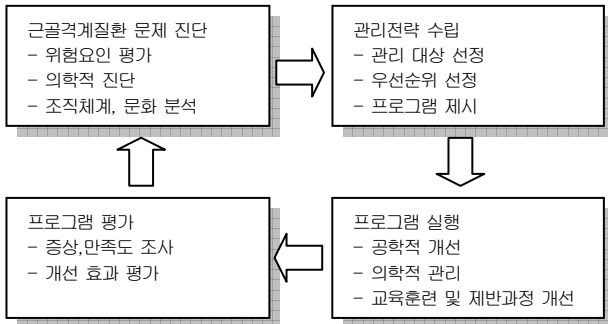 근골격계질환 문제 진단
- 위험요인 평가
- 의학적 진단
- 조직체계, 문화 분석
관리전략 수립
- 관리 대상 선정
- 우선순위 선정
- 프로그램 제시
프로그램 평가
- 증상,만족도 조사
- 개선 효과 평가
프로그램 실행
- 공학적 개선
- 의학적 관리
- 교육훈련 및 제반과정 개선